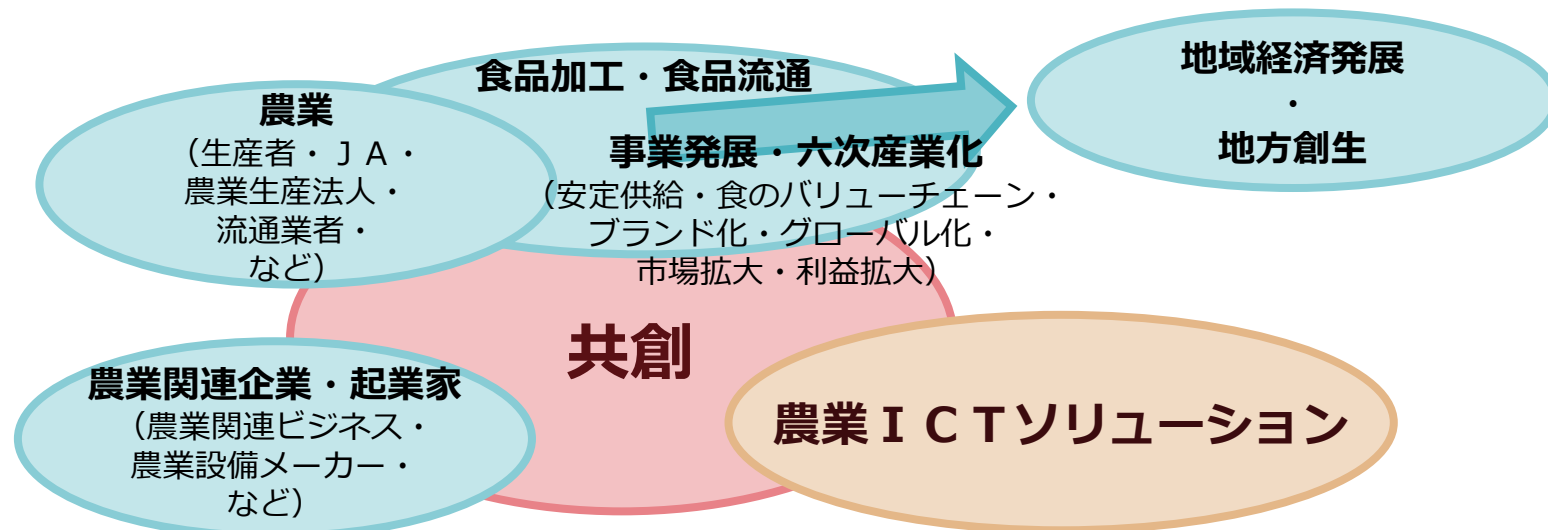 食品加工・食品流通
農業
（生産者・ＪＡ・
農業生産法人・
流通業者・
など）
事業発展・六次産業化
（安定供給・食のバリューチェーン・
ブランド化・グローバル化・
市場拡大・利益拡大）
地域経済発展
・
地方創生
共創
農業関連企業・起業家
（農業関連ビジネス・
農業設備メーカー・
など）
農業ＩＣＴソリューション